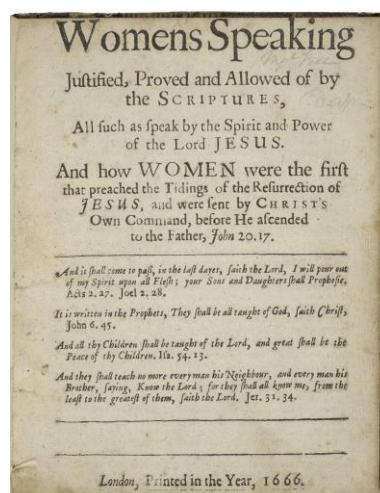 Womens Speaking
Justified, Proved and Allowed of by
the SCRIPTURES,
All such as speak by the Spirit and Power
of the Lord JESUS.
And how WOMEN were the first
that preached the Tidings of the Resurrection of
JESUS, and were sent by CHRIST'S
Own Command, before He ascended
to the Father, John 20. 17.
And it shall come to pass, in the last dayes, saith the Lord, I will pour out
of my Spirit upon all Flesh; your Sons and Daughters shall Prophesie,
Acts 2. 27. Joel 2. 28.
It is written in the Prophets, They shall be all taught of God, saith Christ,
John 6. 45.
And all thy Children shall be taught of the Lord, and great shall be the
Peace of thy Children. Isa. 54. 13.
And they shall teach no more every man his Neighbour, and every man his
Brother, saying, Know the Lord; for they shall all know me, from the
least to the greatest of them, saith the Lord, Jer. 31. 34.
London, Printed in the Year, 1666.